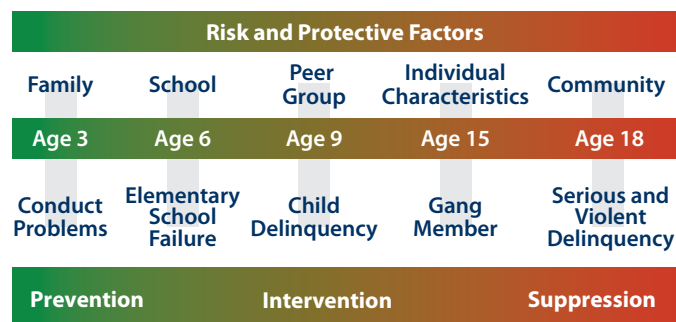 Risk and Protective Factors
Family
School
Peer
Group
Individual
Characteristics
Community
Age 3
Age 6
Age 9
Age 15
Age 18
Conduct
Problems
Elementary
School
Failure
Child
Delinquency
Gang
Member
Serious and
Violent
Delinquency
Prevention
Intervention
Suppression